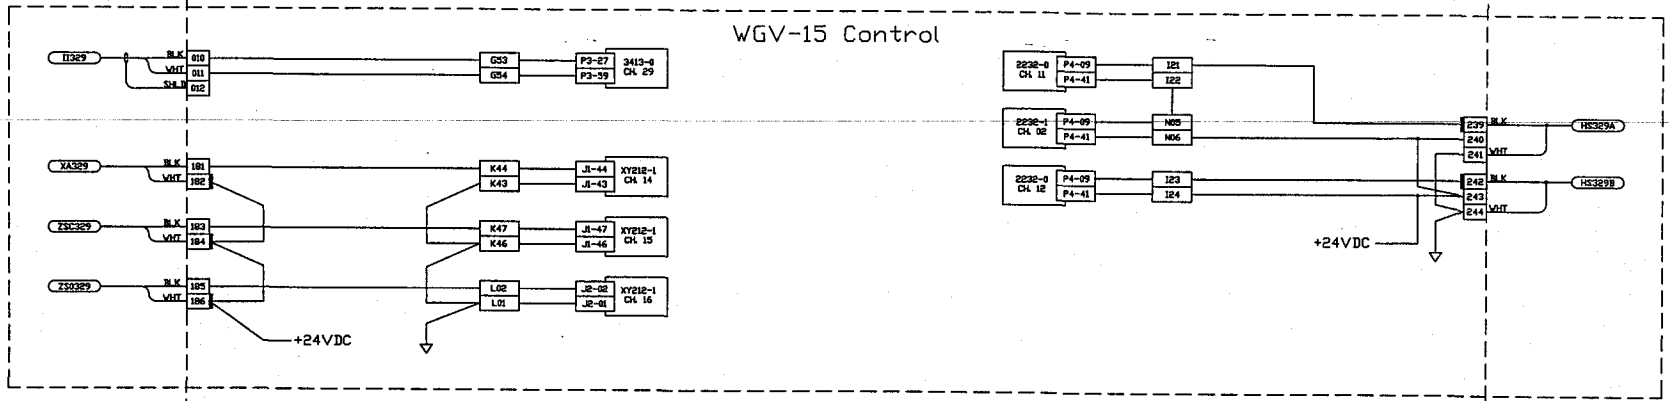 WGV-15 Control
II329 BLK 010 G53 P3-27 3413-0
WHT 011 G54 P3-59 CH. 29
SHLD 012
XA329 BLK 181 K44 J1-44 XY212-1
WHT 182 K43 J1-43 CH. 14
ZSC329 BLK 183 K47 J1-47 XY212-1
WHT 184 K46 J1-46 CH. 15
ZSO329 BLK 185 L02 J2-02 XY212-1
WHT 186 L01 J2-01 CH. 16
+24VDC
2232-0 P4-09 I21
CH. 11 P4-41 I22
2232-1 P4-09 N05 239 BLK HS329A
CH. 02 P4-41 N06 240
241 WHT
2232-0 P4-09 I23 242 BLK HS329B
CH. 12 P4-41 I24 243
244 WHT
+24VDC